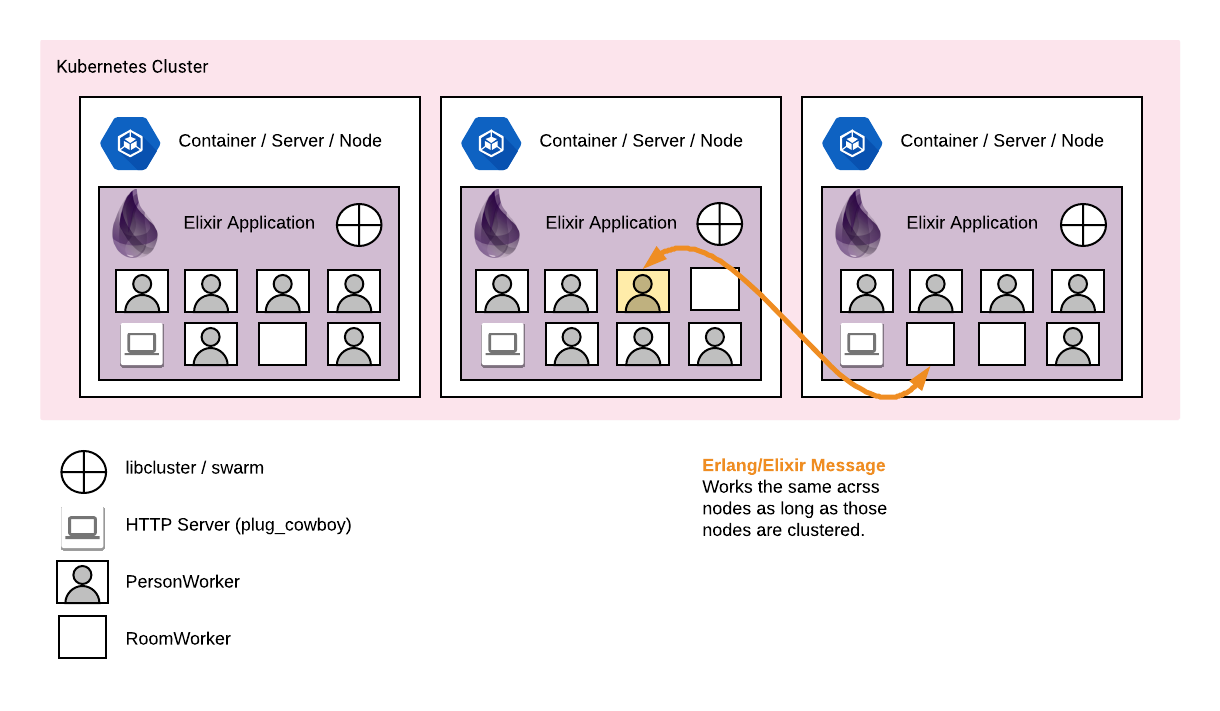 Kubernetes Cluster
Container / Server / Node
Container / Server / Node
Container / Server / Node
Elixir Application
Elixir Application
Elixir Application
libcluster / swarm
HTTP Server (plug_cowboy)
PersonWorker
RoomWorker
Erlang/Elixir Message
Works the same acrss
nodes as long as those
nodes are clustered.